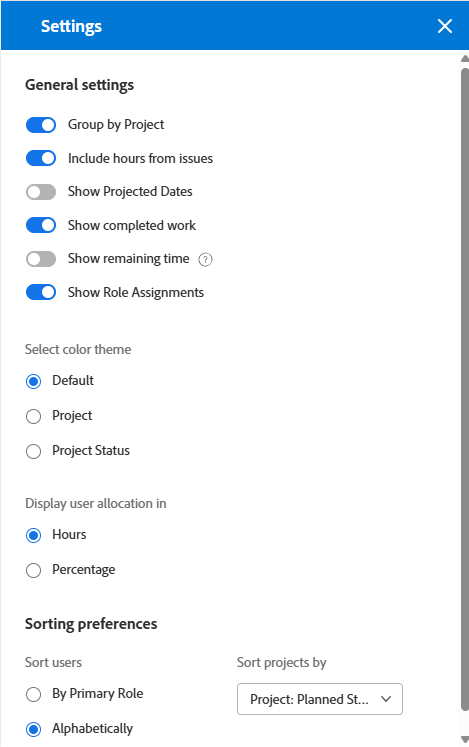 Settings
General settings
Group by Project
Include hours from issues
Show Projected Dates
Show completed work
Show remaining time ?
Show Role Assignments
Select color theme
Default
Project
Project Status
Display user allocation in
Hours
Percentage
Sorting preferences
Sort users
Sort projects by
By Primary Role
Project: Planned St...
Alphabetically